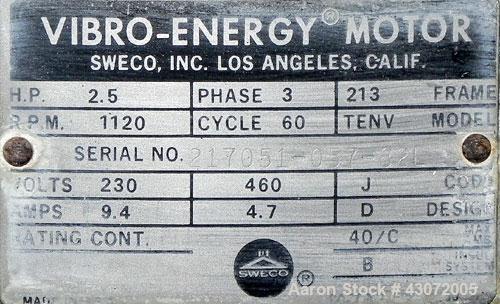 VIBRO-ENERGY® MOTOR
SWECO, INC. LOS ANGELES, CALIF.
H.P. 2.5 PHASE 3 213 FRAME
R.P.M. 1120 CYCLE 60 TENV MODEL
SERIAL NO.
VOLTS 230 460 J CODE
AMPS 9.4 4.7 D DESIGN
RATING CONT. 40/C MAX
B INSUL
SWECO ®
Aaron Stock # 43072005